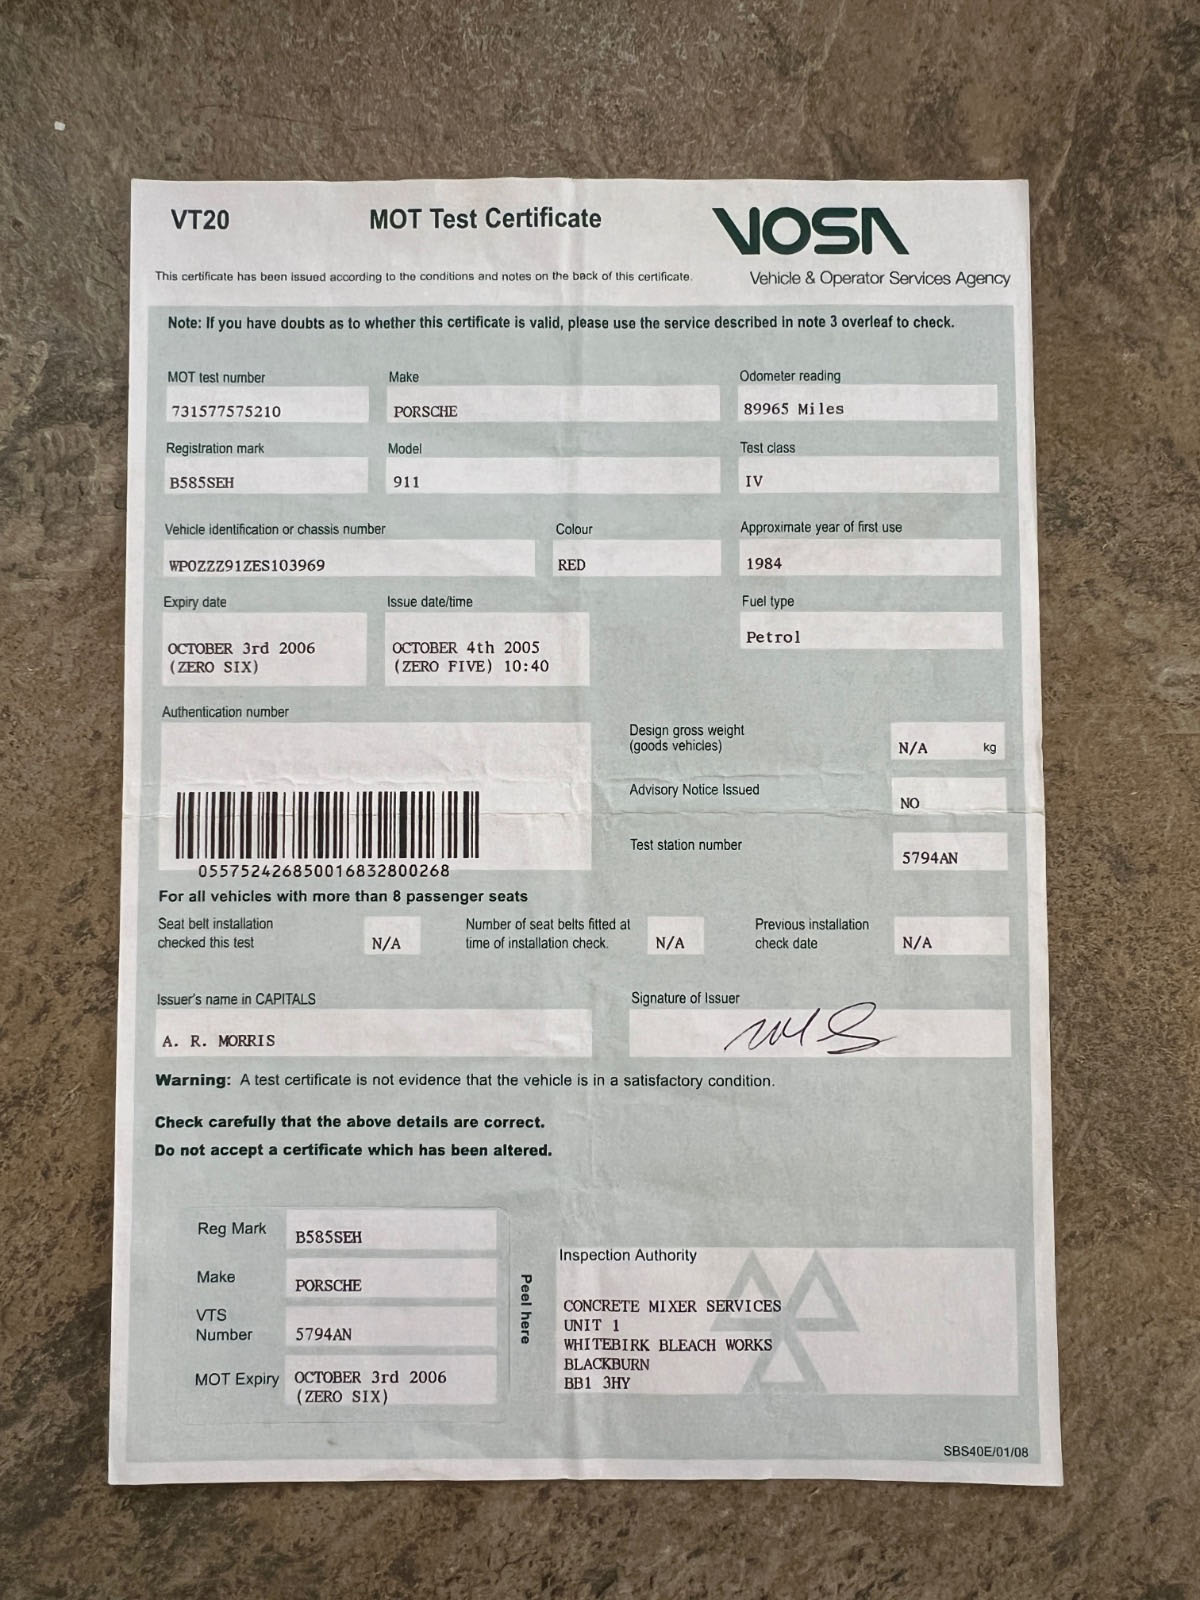 VT20
MOT Test Certificate
VOSA
This certificate has been issued according to the conditions and notes on the back of this certificate.
Vehicle & Operator Services Agency
Note: If you have doubts as to whether this certificate is valid, please use the service described in note 3 overleaf to check.
MOT test number
731577575210
Make
PORSCHE
Odometer reading
89965 Miles
Registration mark
B585SEH
Model
911
Test class
IV
Vehicle identification or chassis number
WP0ZZZ91ZES103969
Colour
RED
Approximate year of first use
1984
Expiry date
OCTOBER 3rd 2006
(ZERO SIX)
Issue date/time
OCTOBER 4th 2005
(ZERO FIVE) 10:40
Fuel type
Petrol
Authentication number
055752426850016832800268
Design gross weight
(goods vehicles)
N/A kg
Advisory Notice Issued
NO
Test station number
5794AN
For all vehicles with more than 8 passenger seats
Seat belt installation
checked this test
N/A
Number of seat belts fitted at
time of installation check.
N/A
Previous installation
check date
N/A
Issuer's name in CAPITALS
A. R. MORRIS
Signature of Issuer
Warning: A test certificate is not evidence that the vehicle is in a satisfactory condition.
Check carefully that the above details are correct.
Do not accept a certificate which has been altered.
Reg Mark
B585SEH
Make
PORSCHE
VTS
Number
5794AN
MOT Expiry
OCTOBER 3rd 2006
(ZERO SIX)
Peel here
Inspection Authority
CONCRETE MIXER SERVICES
UNIT 1
WHITEBIRK BLEACH WORKS
BLACKBURN
BB1 3HY
SBS40E/01/08